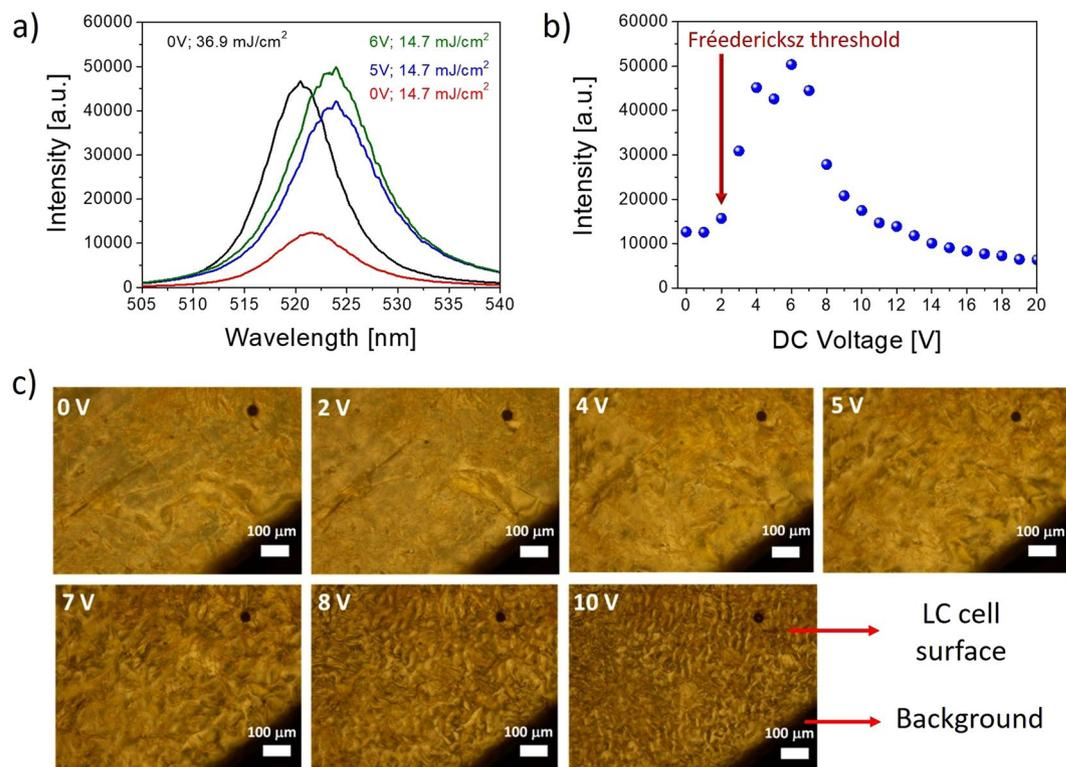 a)
60000
50000
40000
30000
20000
10000
0
Intensity [a.u.]
0V; 36.9 mJ/cm²
6V; 14.7 mJ/cm²
5V; 14.7 mJ/cm²
0V; 14.7 mJ/cm²
505 510 515 520 525 530 535 540
Wavelength [nm]
b)
60000
50000
40000
30000
20000
10000
0
Intensity [a.u.]
Fréedericksz threshold
0 2 4 6 8 10 12 14 16 18 20
DC Voltage [V]
c)
0 V
100 µm
2 V
100 µm
4 V
100 µm
5 V
100 µm
7 V
100 µm
8 V
100 µm
10 V
100 µm
LC cell
surface
Background